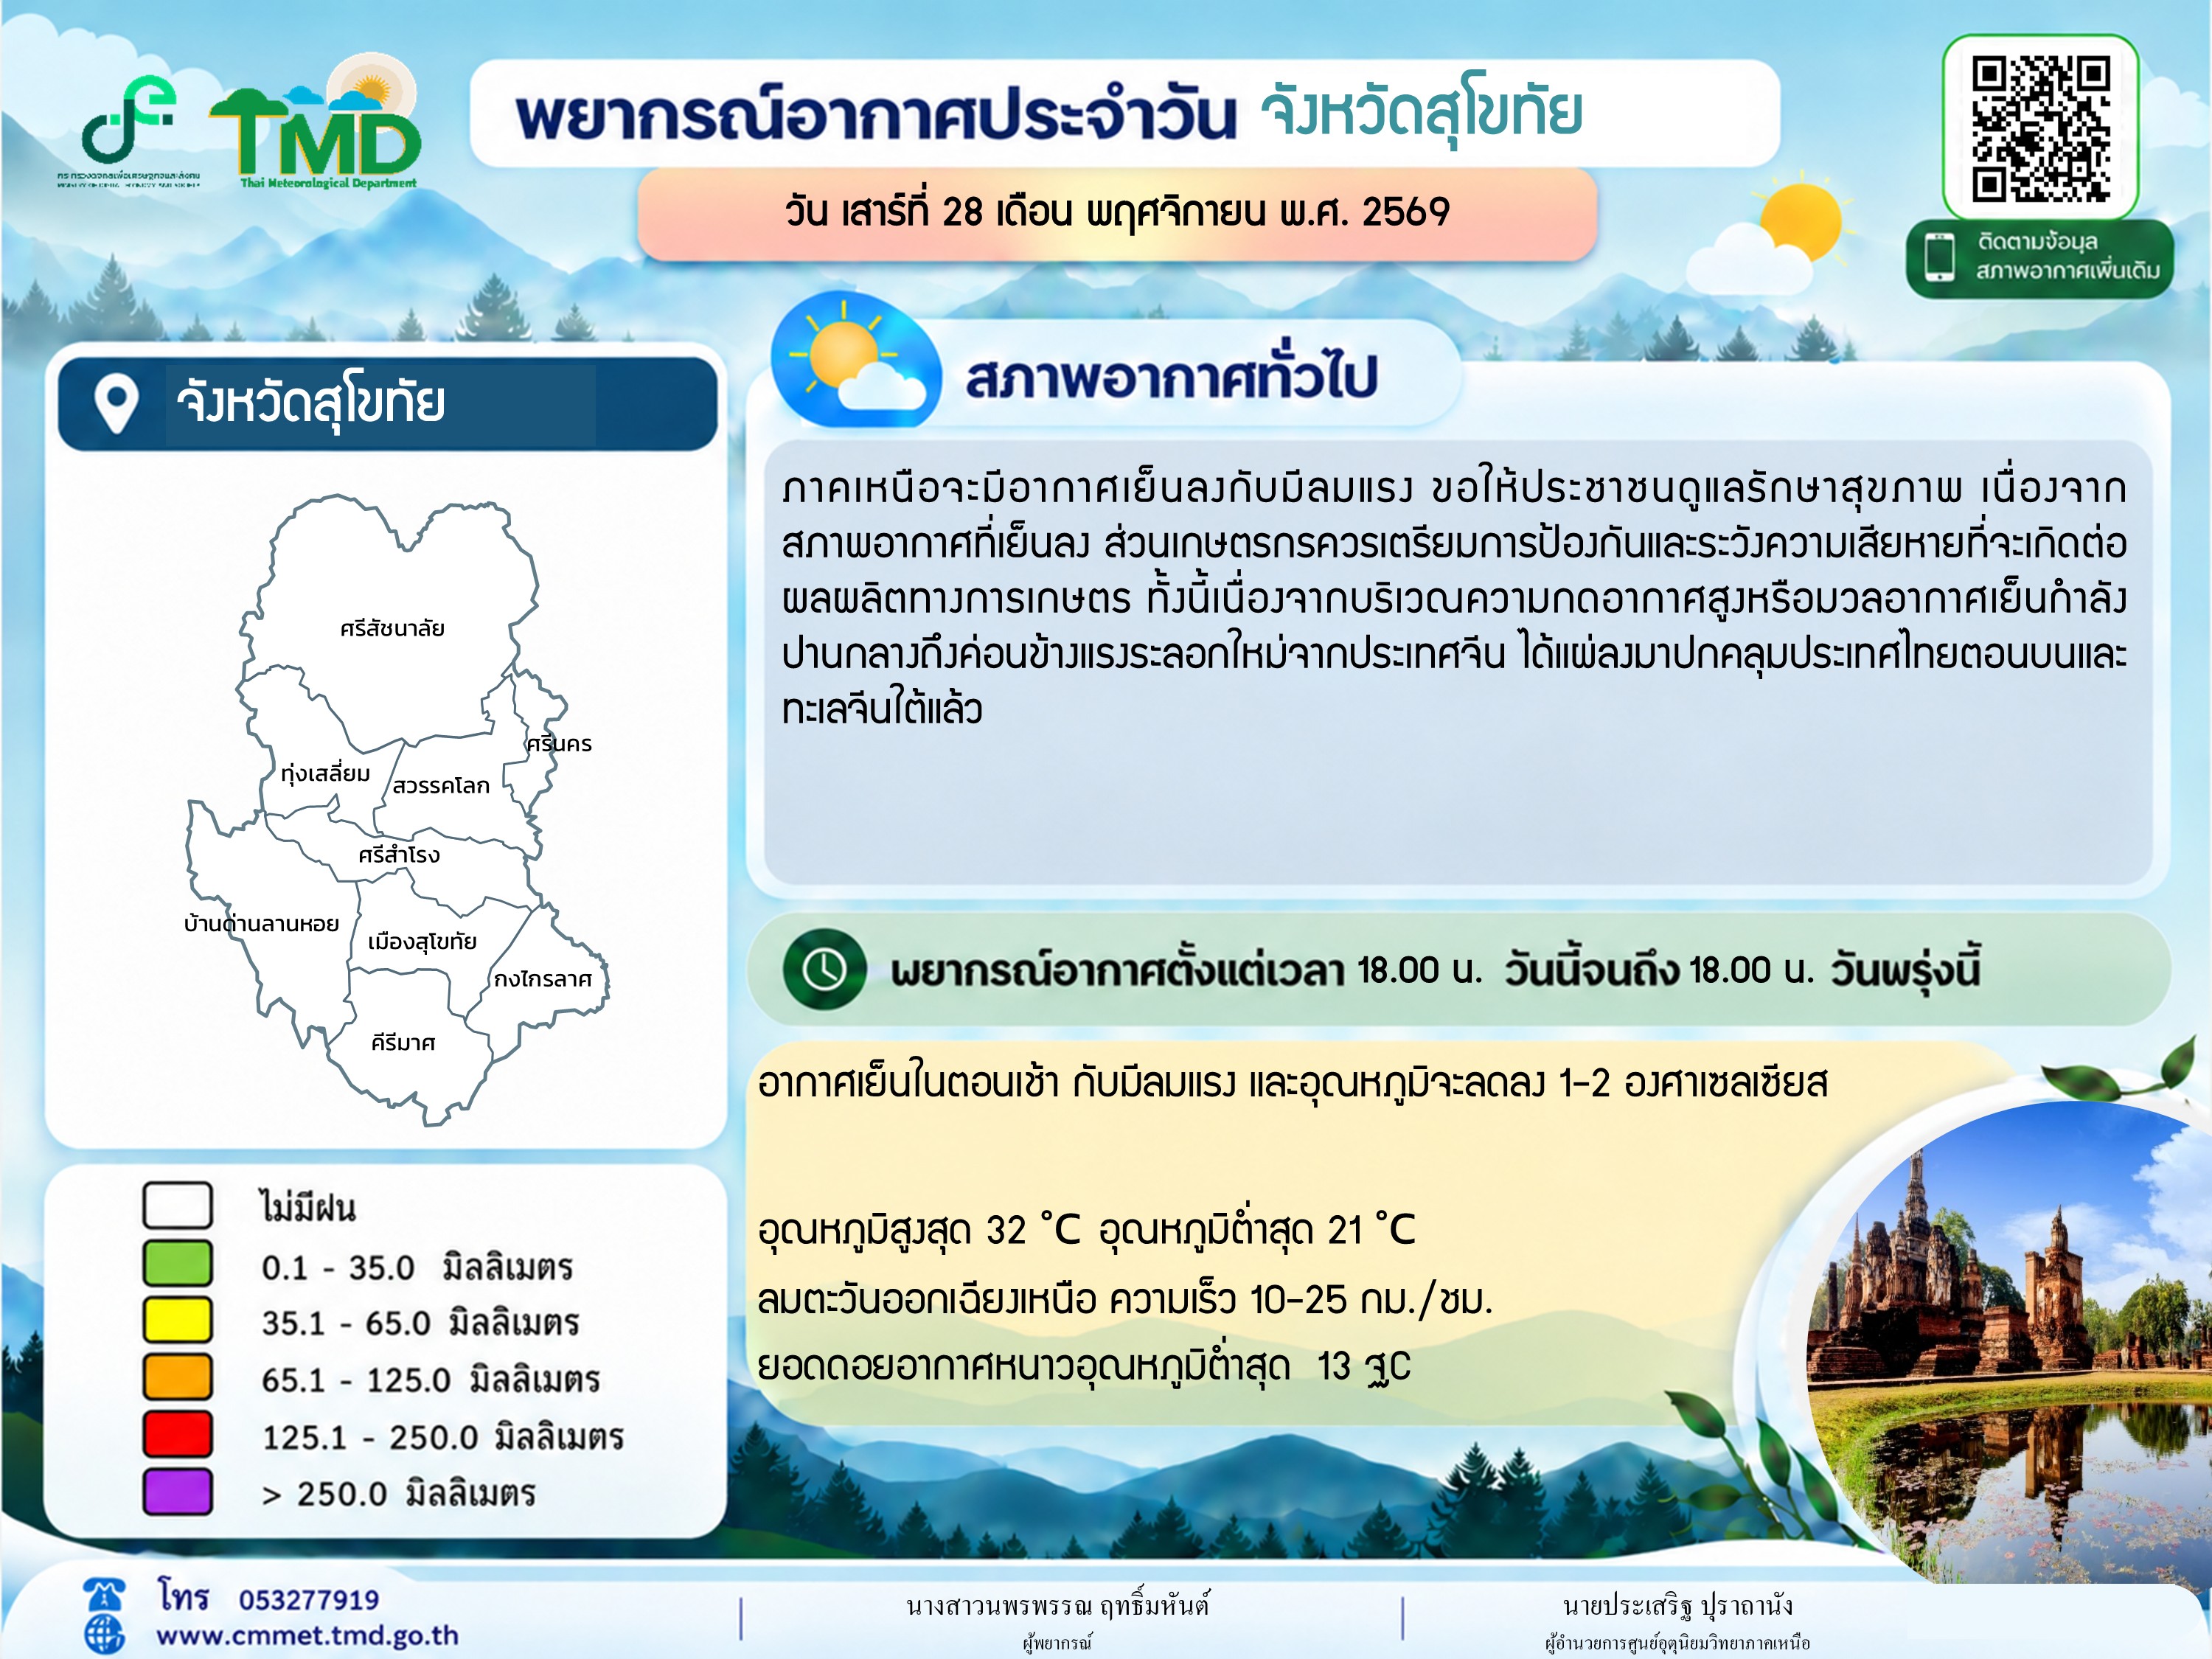 พยากรณ์อากาศประจำวัน จังหวัดสุโขทัย
วัน เสาร์ที่ 28 เดือน พฤศจิกายน พ.ศ. 2569
TMD
Thai Meteorological Department
ติดตามข้อมูล
สภาพอากาศเพิ่มเติม
จังหวัดสุโขทัย
ศรีสัชนาลัย
ศรีนคร
ทุ่งเสลี่ยม
สวรรคโลก
ศรีสำโรง
บ้านด่านลานหอย
เมืองสุโขทัย
กงไกรลาศ
คีรีมาศ
ไม่มีฝน
0.1 - 35.0 มิลลิเมตร
35.1 - 65.0 มิลลิเมตร
65.1 - 125.0 มิลลิเมตร
125.1 - 250.0 มิลลิเมตร
> 250.0 มิลลิเมตร
สภาพอากาศทั่วไป
ภาคเหนือจะมีอากาศเย็นลงกับมีลมแรง ขอให้ประชาชนดูแลรักษาสุขภาพ เนื่องจาก
สภาพอากาศที่เย็นลง ส่วนเกษตรกรควรเตรียมการป้องกันและระวังความเสียหายที่จะเกิดต่อ
ผลผลิตทางการเกษตร ทั้งนี้เนื่องจากบริเวณความกดอากาศสูงหรือมวลอากาศเย็นกำลัง
ปานกลางถึงค่อนข้างแรงระลอกใหม่จากประเทศจีน ได้แผ่ลงมาปกคลุมประเทศไทยตอนบนและ
ทะเลจีนใต้แล้ว
พยากรณ์อากาศตั้งแต่เวลา 18.00 น. วันนี้จนถึง 18.00 น. วันพรุ่งนี้
อากาศเย็นในตอนเช้า กับมีลมแรง และอุณหภูมิจะลดลง 1-2 องศาเซลเซียส
อุณหภูมิสูงสุด 32 °C อุณหภูมิต่ำสุด 21 °C
ลมตะวันออกเฉียงเหนือ ความเร็ว 10-25 กม./ชม.
ยอดดอยอากาศหนาวอุณหภูมิต่ำสุด 13 ฐC
โทร 053277919
www.cmmet.tmd.go.th
นางสาวนพรพรรณ ฤทธิ์มหันต์
ผู้พยากรณ์
นายประเสริฐ ปุราถานัง
ผู้อำนวยการศูนย์อุตุนิยมวิทยาภาคเหนือ